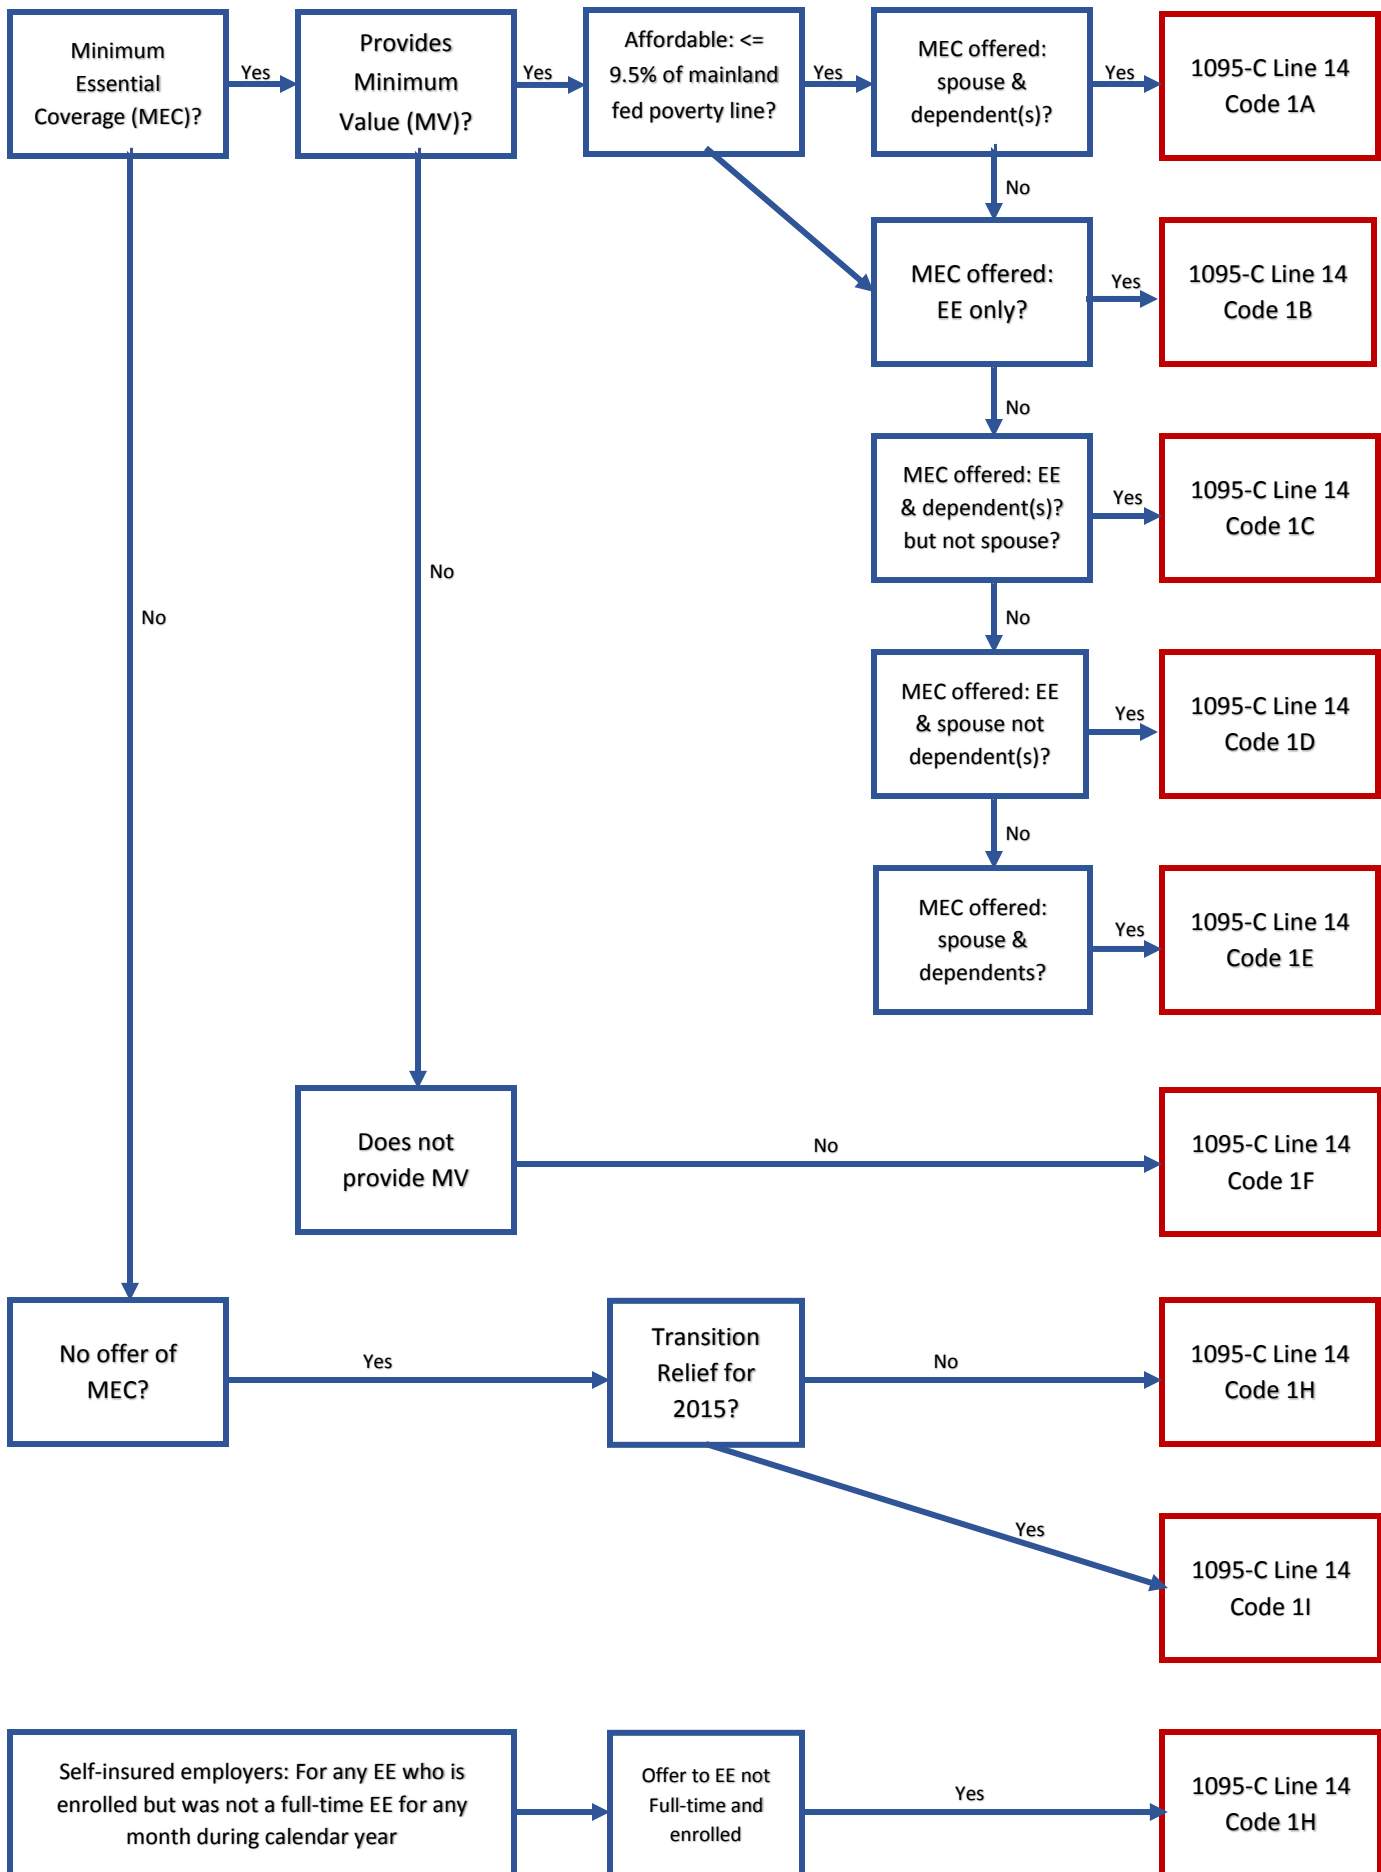 Minimum
Essential
Coverage (MEC)?
Yes
Provides
Minimum
Value (MV)?
Yes
Affordable: <=
9.5% of mainland
fed poverty line?
Yes
MEC offered:
spouse &
dependent(s)?
Yes
1095-C Line 14
Code 1A
No
MEC offered:
EE only?
Yes
1095-C Line 14
Code 1B
No
MEC offered: EE
& dependent(s)?
but not spouse?
Yes
1095-C Line 14
Code 1C
No
No
No
MEC offered: EE
& spouse not
dependent(s)?
Yes
1095-C Line 14
Code 1D
No
MEC offered:
spouse &
dependents?
Yes
1095-C Line 14
Code 1E
Does not
provide MV
No
1095-C Line 14
Code 1F
No offer of
MEC?
Yes
Transition
Relief for
2015?
No
1095-C Line 14
Code 1H
Yes
1095-C Line 14
Code 1I
Self-insured employers: For any EE who is
enrolled but was not a full-time EE for any
month during calendar year
Offer to EE not
Full-time and
enrolled
Yes
1095-C Line 14
Code 1H